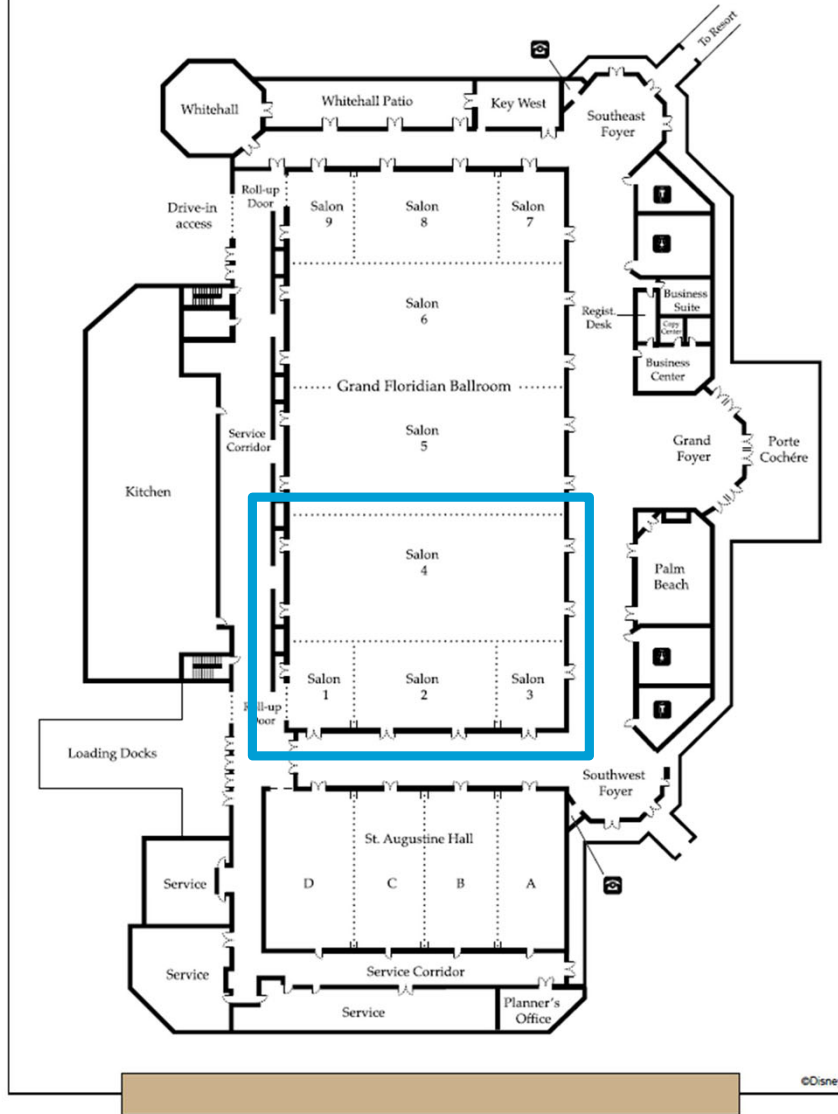 To Resort
Whitehall
Whitehall Patio
Key West
Southeast
Foyer
Drive-in
access
Roll-up
Door
Salon
9
Salon
8
Salon
7
Salon
6
Regist.
Desk
Business
Suite
Copy
Center
Business
Center
Grand Floridian Ballroom
Service
Corridor
Salon
5
Grand
Foyer
Porte
Cochére
Kitchen
Salon
4
Palm
Beach
Salon
1
Salon
2
Salon
3
Roll-up
Door
Loading Docks
Southwest
Foyer
St. Augustine Hall
D
C
B
A
Service
Service
Service Corridor
Service
Planner's
Office
©Disne